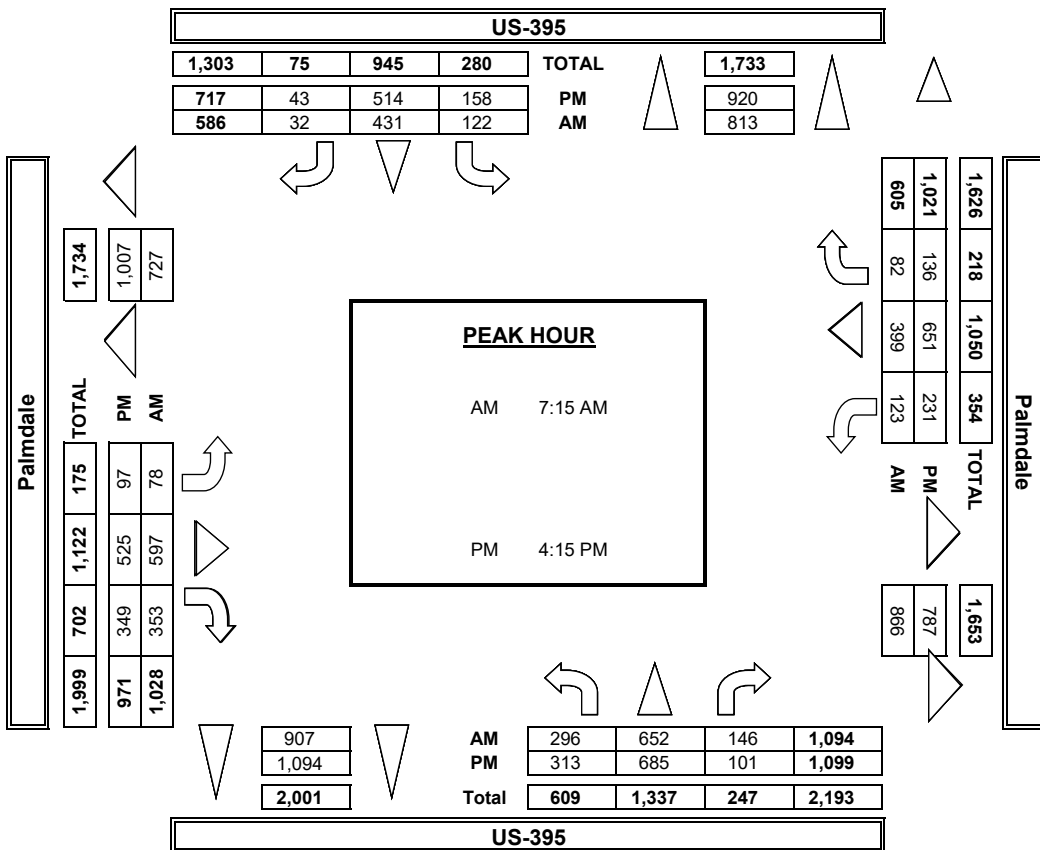 US-395
1,303 75 945 280 TOTAL 1,733
717 43 514 158 PM 920
586 32 431 122 AM 813
Palmdale
1,734
1,007
727
TOTAL 175 1,122 702 1,999
PM 97 525 349 971
AM 78 597 353 1,028
PEAK HOUR
AM 7:15 AM
PM 4:15 PM
1,626 218 1,050 354 TOTAL 1,653
1,021 136 651 231 PM 787
605 82 399 123 AM 866
Palmdale
907 AM 296 652 146 1,094
1,094 PM 313 685 101 1,099
2,001 Total 609 1,337 247 2,193
US-395